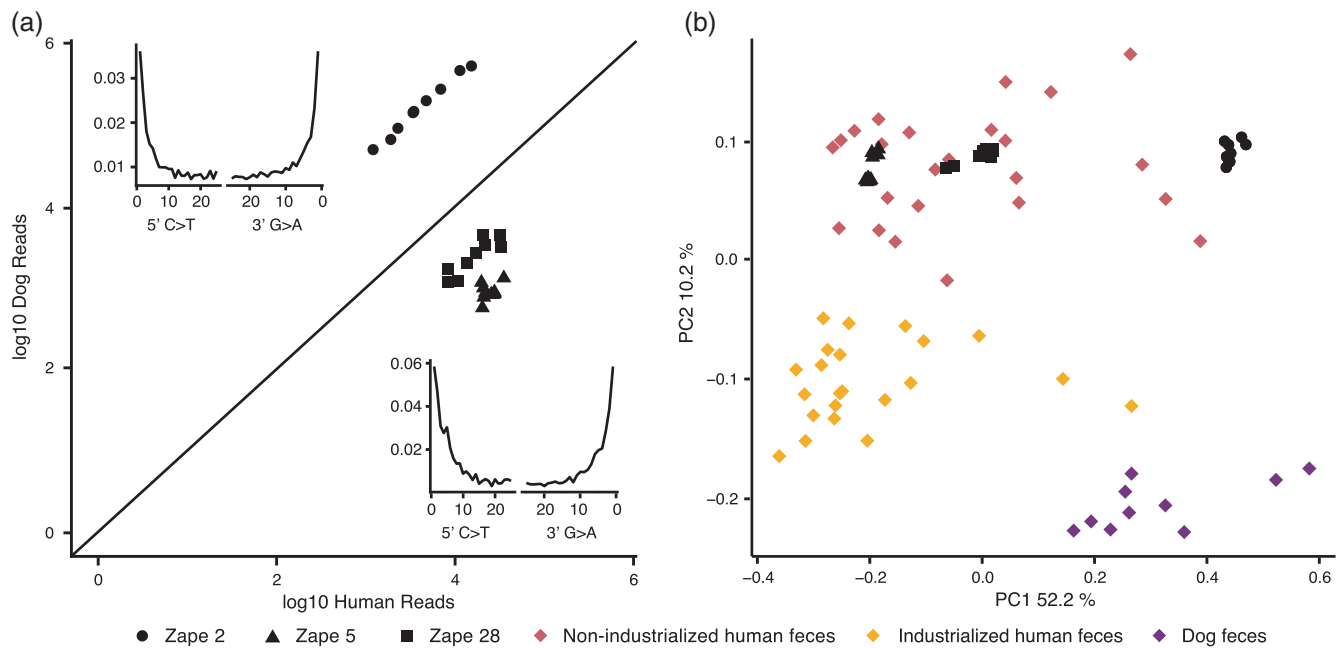 (a)
6
4
2
0
log10 Dog Reads
0.03
0.02
0.01
0 10 20 20 10 0
5' C>T 3' G>A
0.06
0.04
0.02
0 10 20 20 10 0
5' C>T 3' G>A
0 2 4 6
log10 Human Reads
(b)
0.1
0.0
−0.1
−0.2
PC2 10.2 %
−0.4 −0.2 0.0 0.2 0.4 0.6
PC1 52.2 %
Zape 2 Zape 5 Zape 28 Non-industrialized human feces Industrialized human feces Dog feces